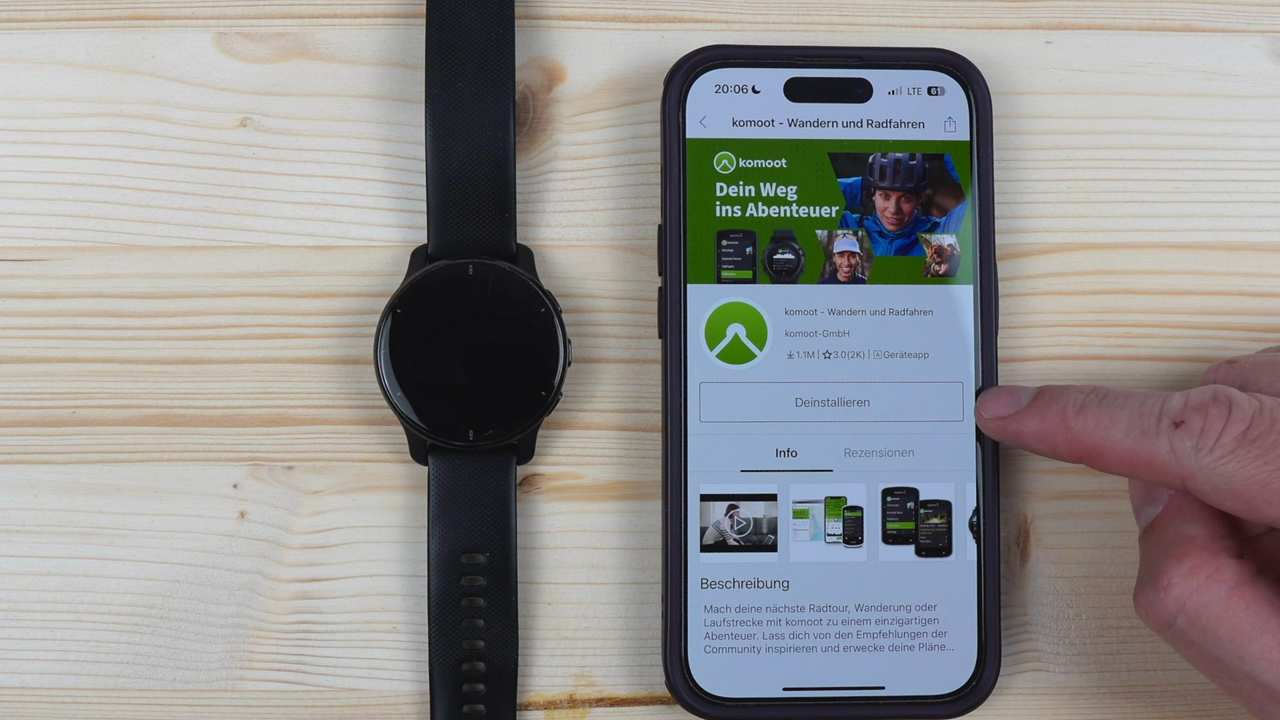 20:06
LTE
61
komoot - Wandern und Radfahren
komoot
Dein Weg
ins Abenteuer
komoot - Wandern und Radfahren
komoot-GmbH
1.1M | 3.0(2K) | A Geräteapp
Deinstallieren
Info
Rezensionen
Beschreibung
Mach deine nächste Radtour, Wanderung oder
Laufstrecke mit komoot zu einem einzigartigen
Abenteuer. Lass dich von den Empfehlungen der
Community inspirieren und erwecke deine Pläne...